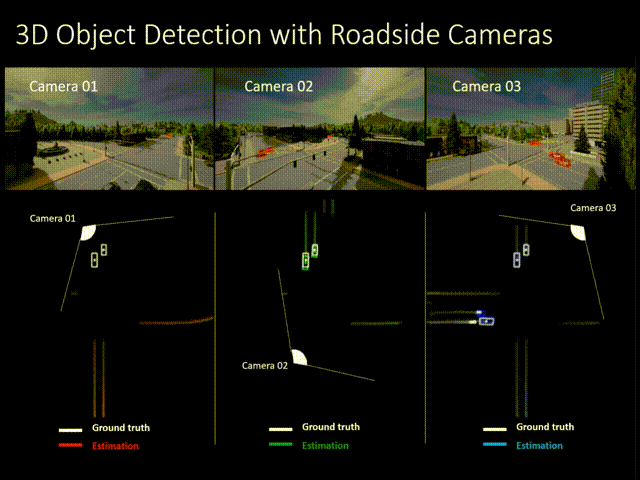 3D Object Detection with Roadside Cameras
Camera 01
Camera 02
Camera 03
Camera 01
Camera 03
Camera 02
Ground truth
Estimation
Ground truth
Estimation
Ground truth
Estimation